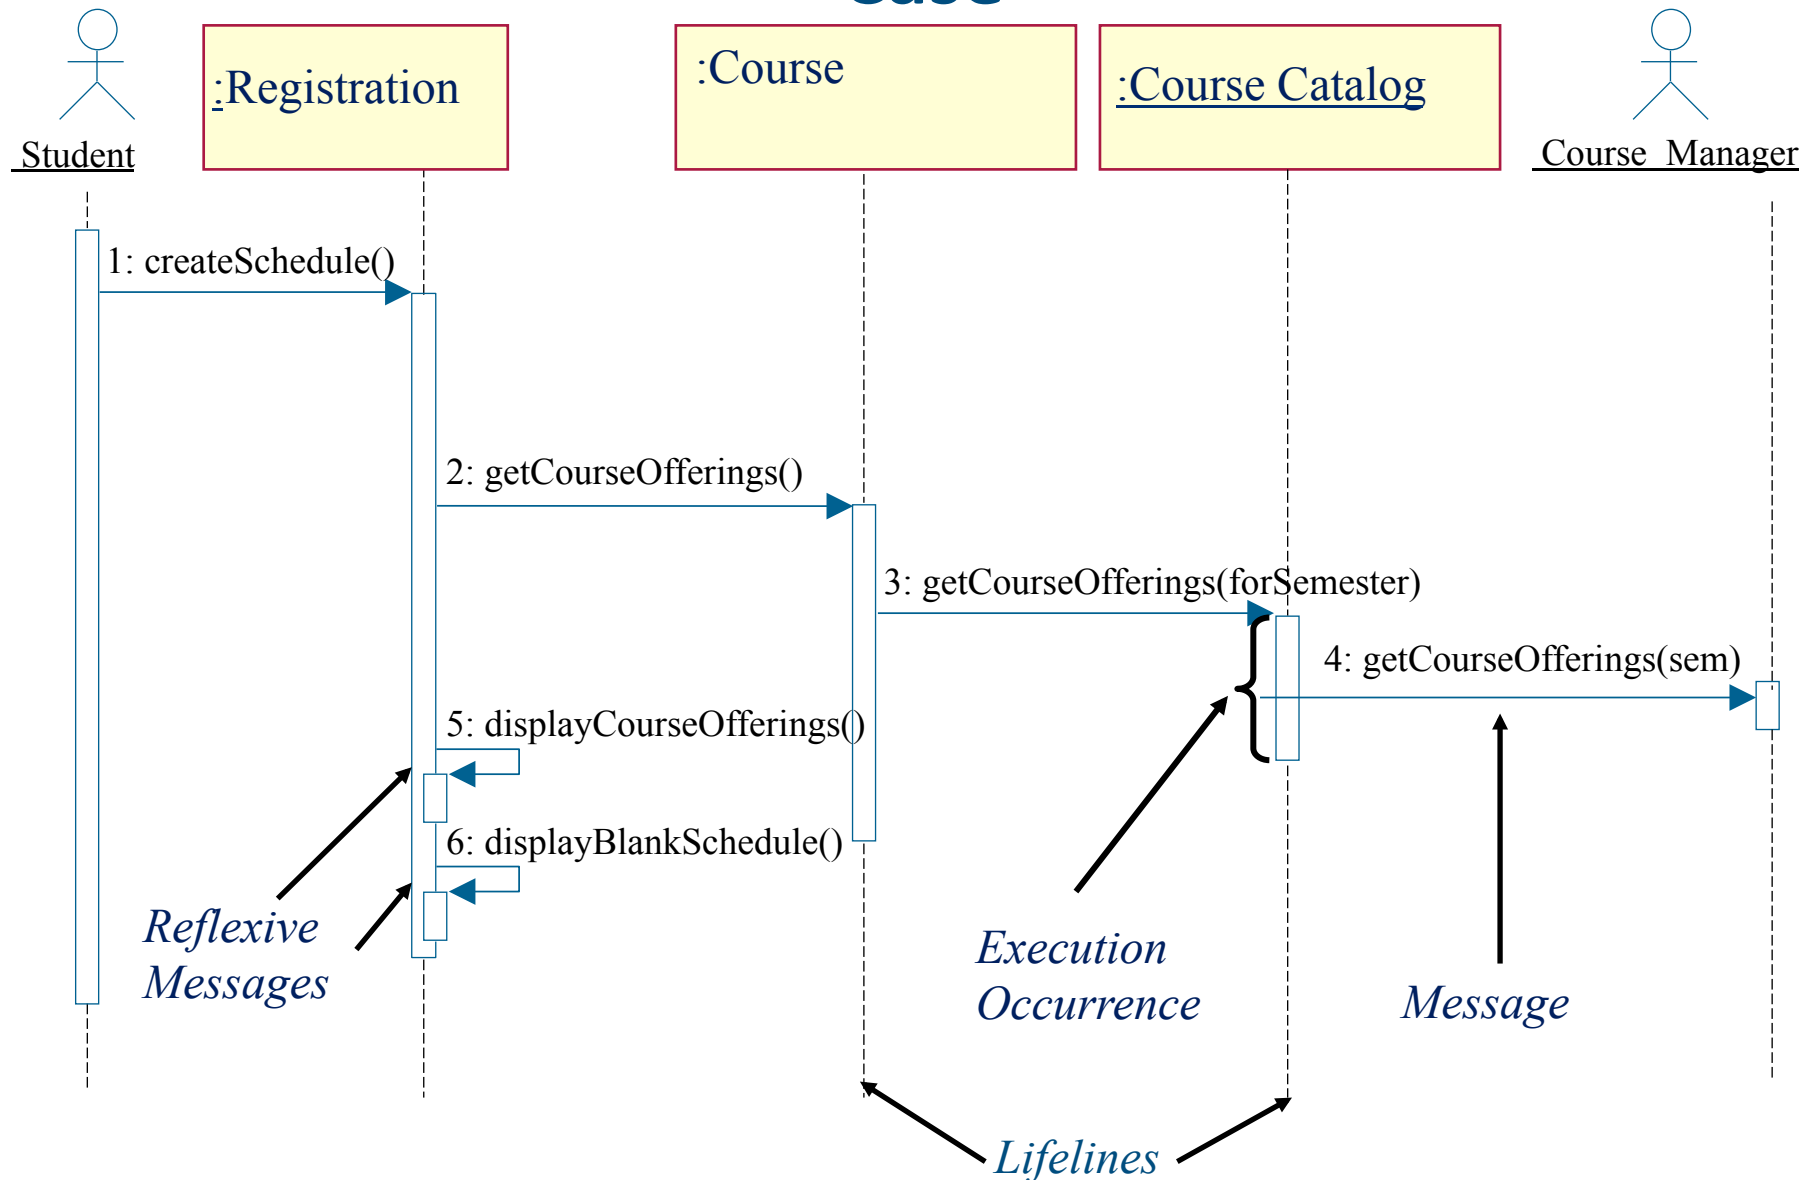 :Registration
:Course
:Course Catalog
Student
Course Manager
1: createSchedule()
2: getCourseOfferings()
3: getCourseOfferings(forSemester)
4: getCourseOfferings(sem)
5: displayCourseOfferings()
6: displayBlankSchedule()
Reflexive
Messages
Execution
Occurrence
Message
Lifelines